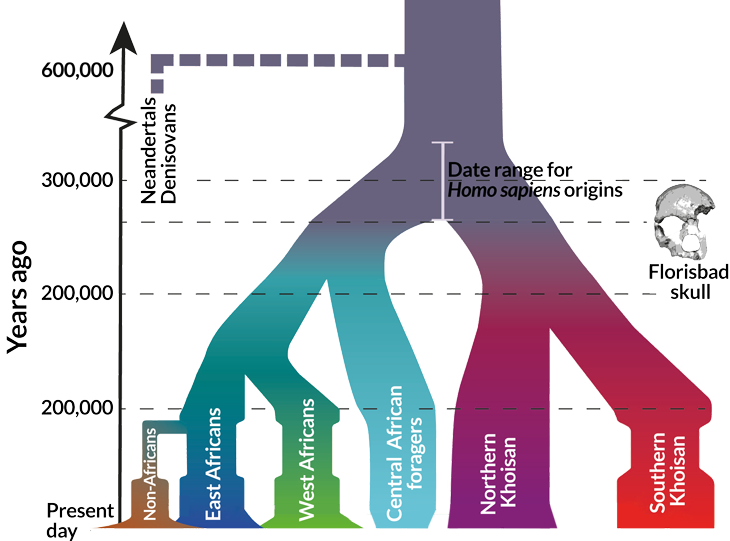 600,000
Neandertals
Denisovans
300,000
Date range for
Homo sapiens origins
Florisbad
skull
Years ago
200,000
200,000
Non-Africans
East Africans
West Africans
Central African
foragers
Northern
Khoisan
Southern
Khoisan
Present
day